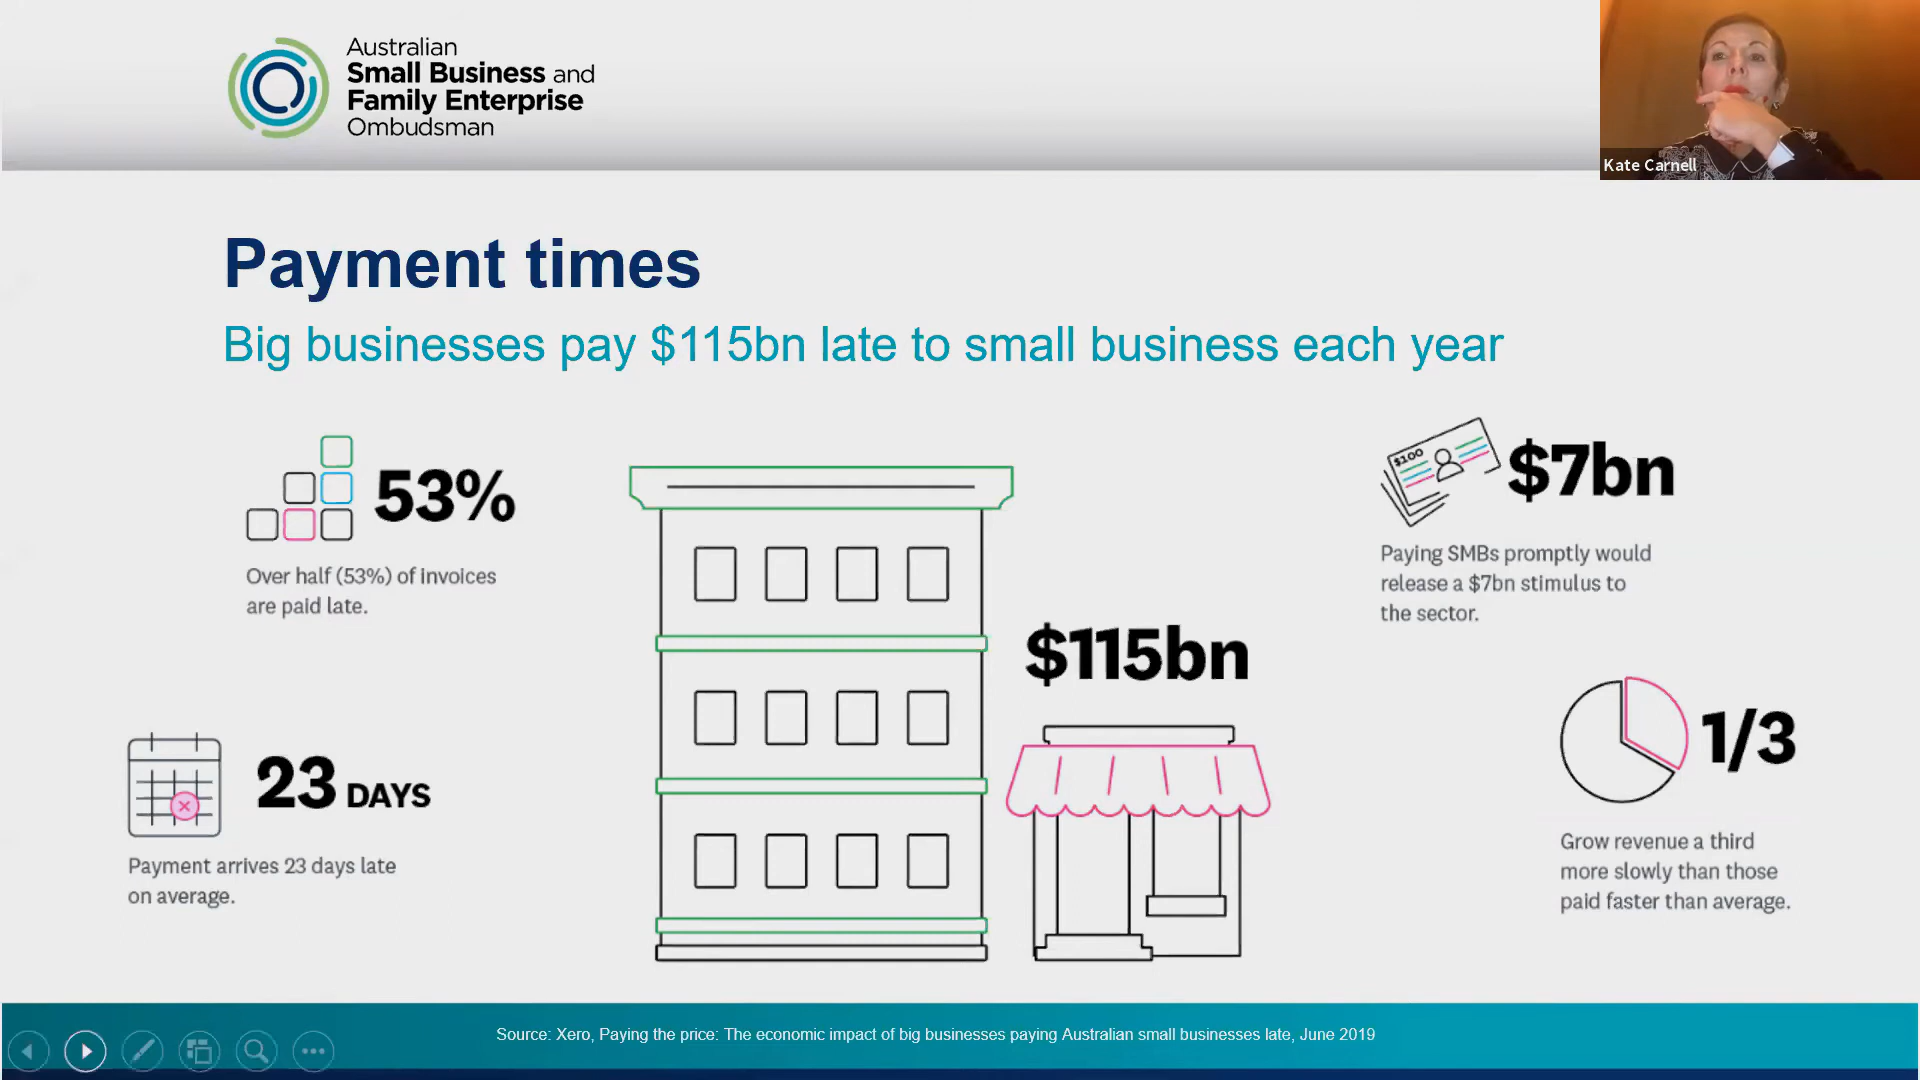 Australian
Small Business and
Family Enterprise
Ombudsman
Kate Carnell
Payment times
Big businesses pay $115bn late to small business each year
53%
Over half (53%) of invoices
are paid late.
23 DAYS
Payment arrives 23 days late
on average.
$115bn
$100
$7bn
Paying SMBs promptly would
release a $7bn stimulus to
the sector.
1/3
Grow revenue a third
more slowly than those
paid faster than average.
Source: Xero, Paying the price: The economic impact of big businesses paying Australian small businesses late, June 2019